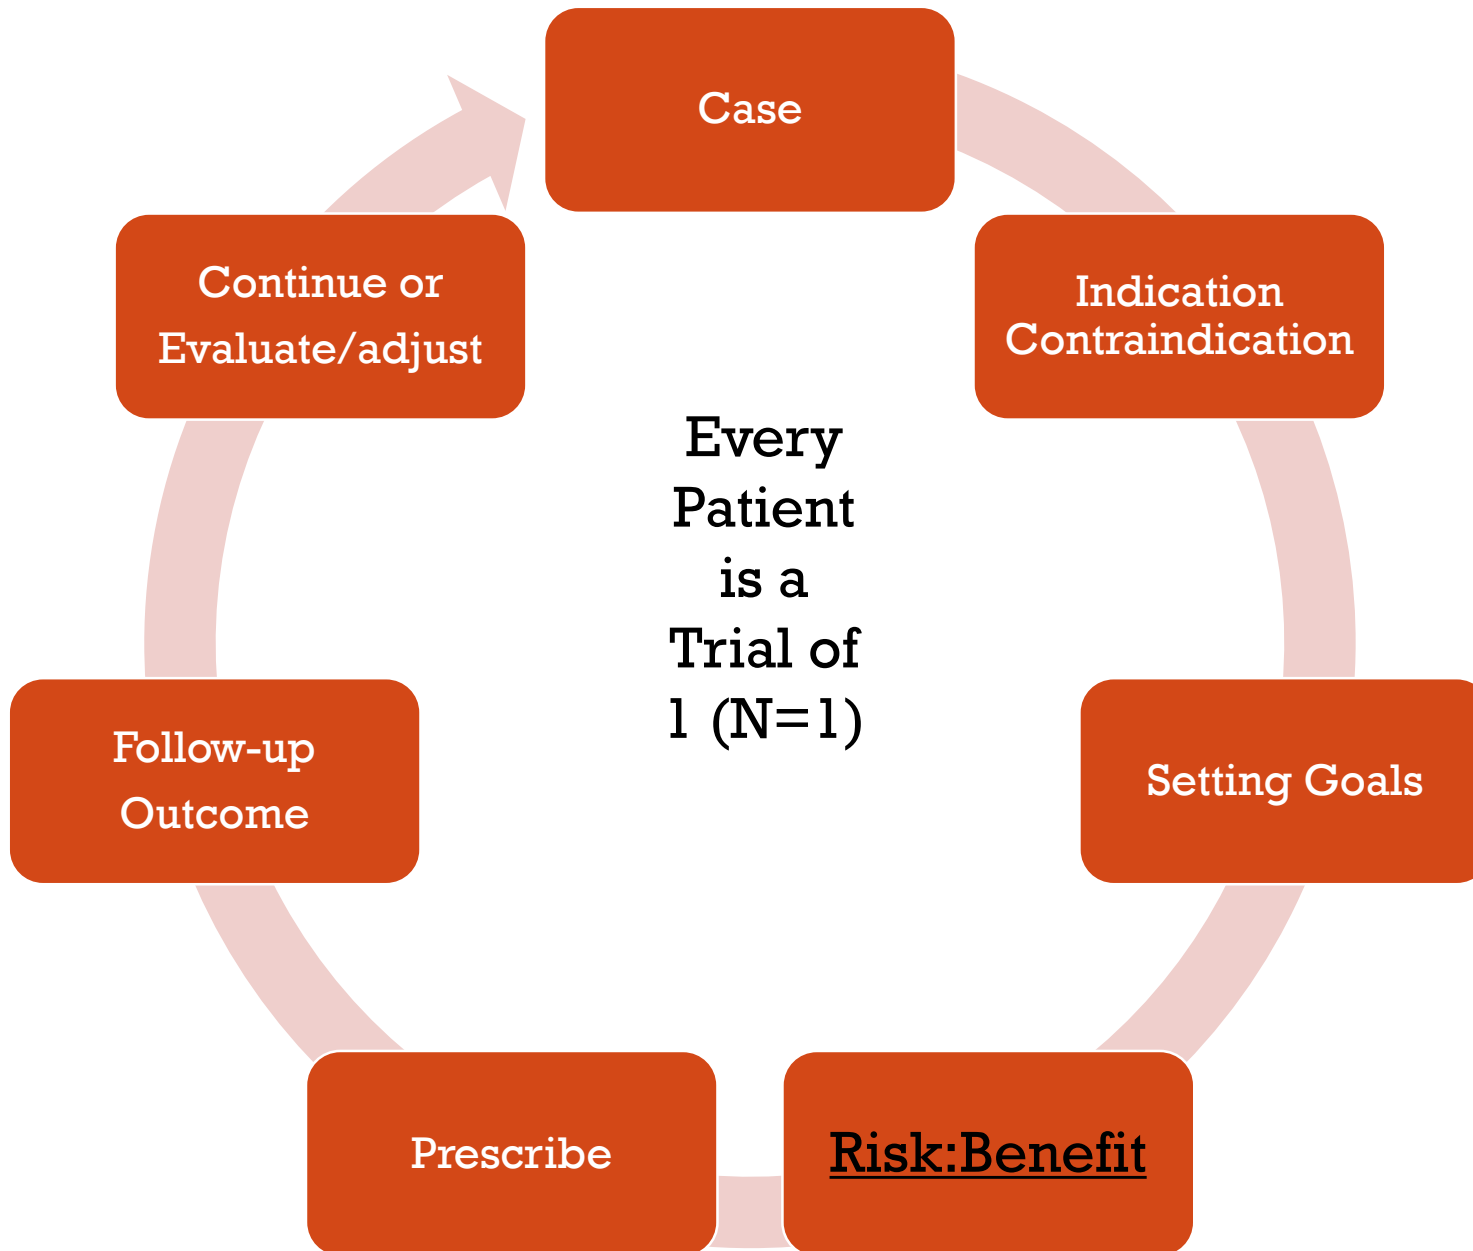 Case
Indication
Contraindication
Setting Goals
Risk:Benefit
Prescribe
Follow-up
Outcome
Continue or
Evaluate/adjust
Every
Patient
is a
Trial of
1 (N=1)